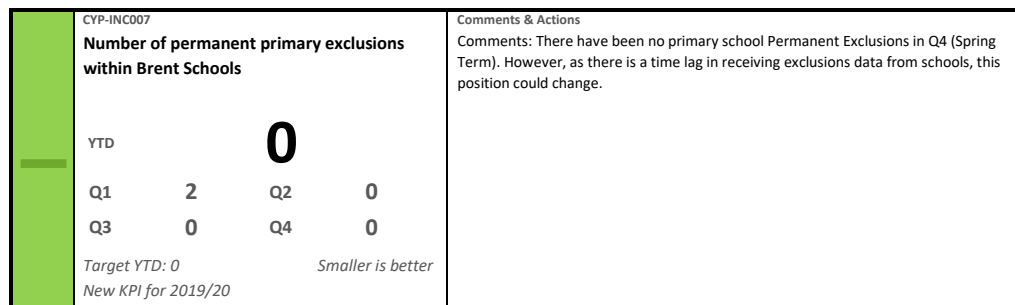 CYP-INC007
Number of permanent primary exclusions
within Brent Schools
YTD 0
Q1 2 Q2 0
Q3 0 Q4 0
Target YTD: 0 Smaller is better
New KPI for 2019/20
Comments & Actions
Comments: There have been no primary school Permanent Exclusions in Q4 (Spring
Term). However, as there is a time lag in receiving exclusions data from schools, this
position could change.